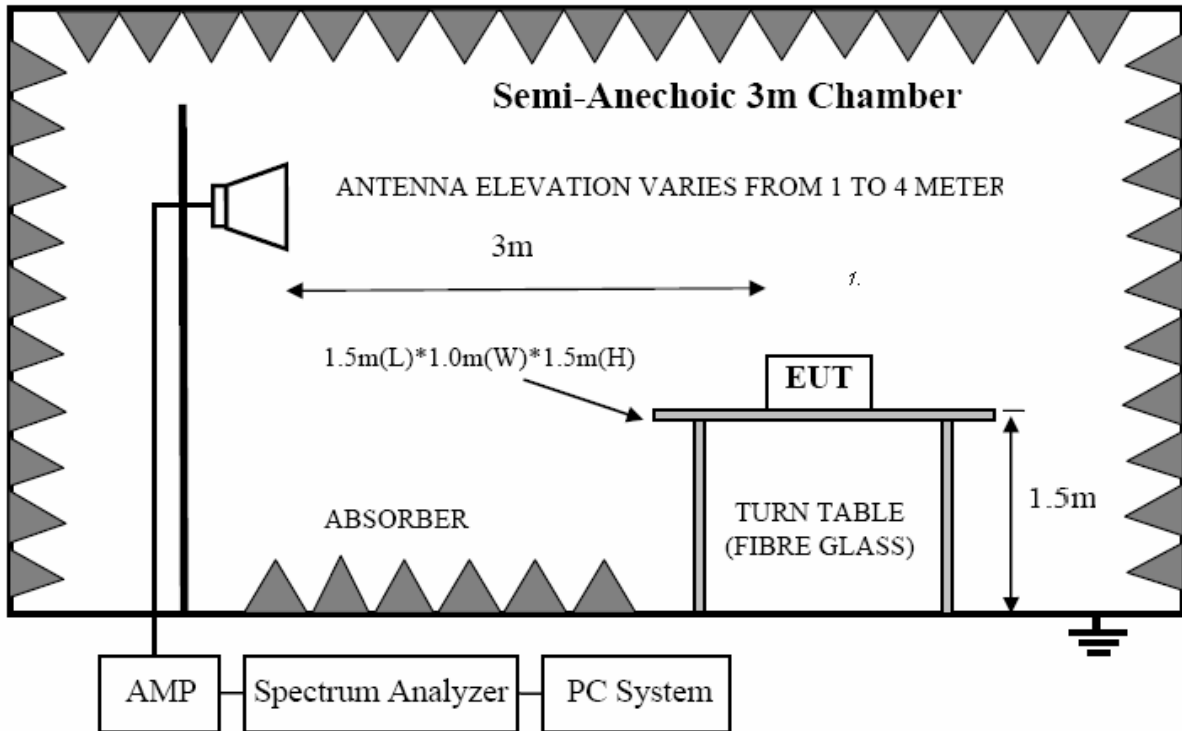 Semi-Anechoic 3m Chamber
ANTENNA ELEVATION VARIES FROM 1 TO 4 METER
3m
1.
1.5m(L)*1.0m(W)*1.5m(H)
EUT
1.5m
ABSORBER
TURN TABLE
(FIBRE GLASS)
AMP
Spectrum Analyzer
PC System